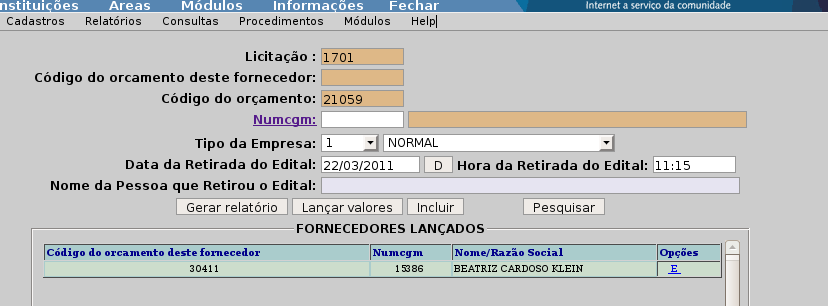 nstituições Áreas Módulos Informações Fechar Internet a serviço da comunidade
Cadastros Relatórios Consultas Procedimentos Módulos Help
Licitação : 1701
Código do orcamento deste fornecedor:
Código do orçamento: 21059
Numcgm:
Tipo da Empresa: 1 NORMAL
Data da Retirada do Edital: 22/03/2011 D Hora da Retirada do Edital: 11:15
Nome da Pessoa que Retirou o Edital:
Gerar relatório Lançar valores Incluir Pesquisar
FORNECEDORES LANÇADOS
Código do orcamento deste fornecedor Numcgm Nome/Razão Social Opções
30411 15386 BEATRIZ CARDOSO KLEIN E